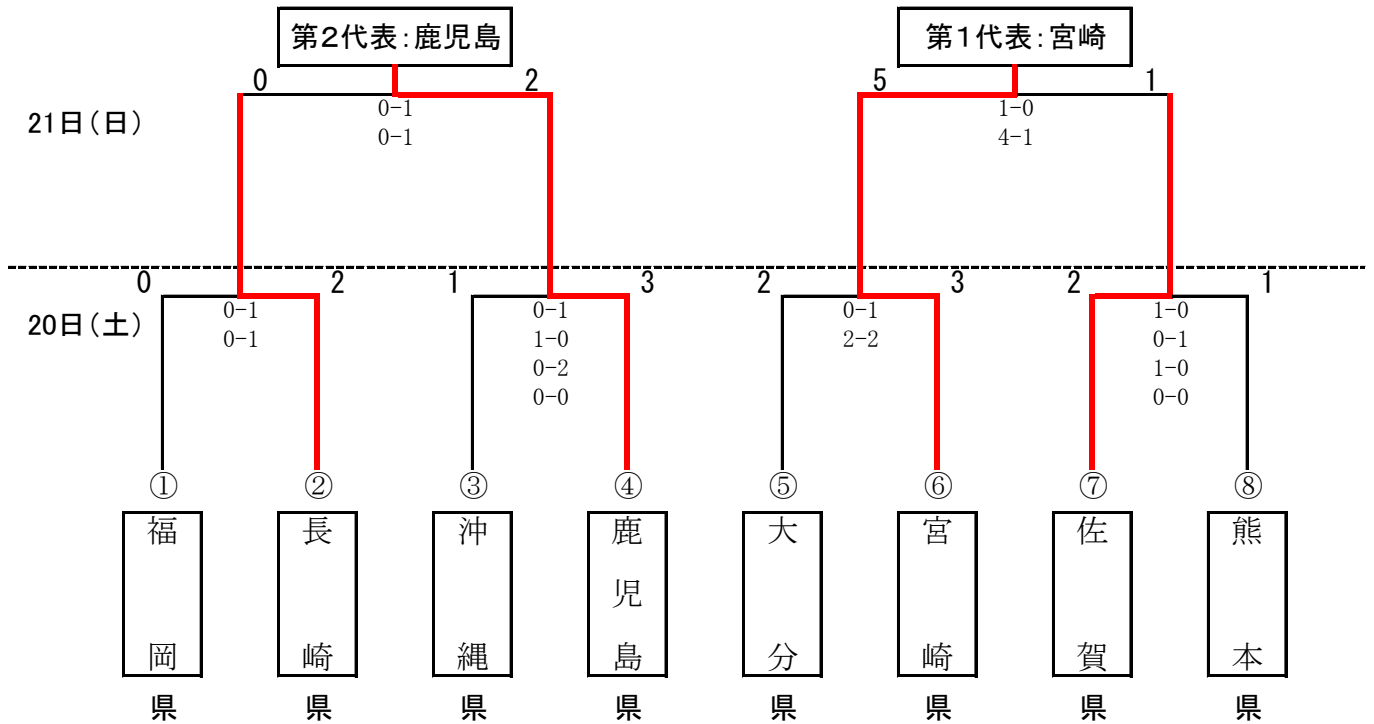 第2代表：鹿児島
第1代表：宮崎
0 2 5 1
21日（日）
0-1
0-1
1-0
4-1
0 2 1 3 2 3 2 1
20日（土）
0-1
0-1
0-1
1-0
0-2
0-0
0-1
2-2
1-0
0-1
1-0
0-0
① ② ③ ④ ⑤ ⑥ ⑦ ⑧
福岡
長崎
沖縄
鹿児島
大分
宮崎
佐賀
熊本
県 県 県 県 県 県 県 県